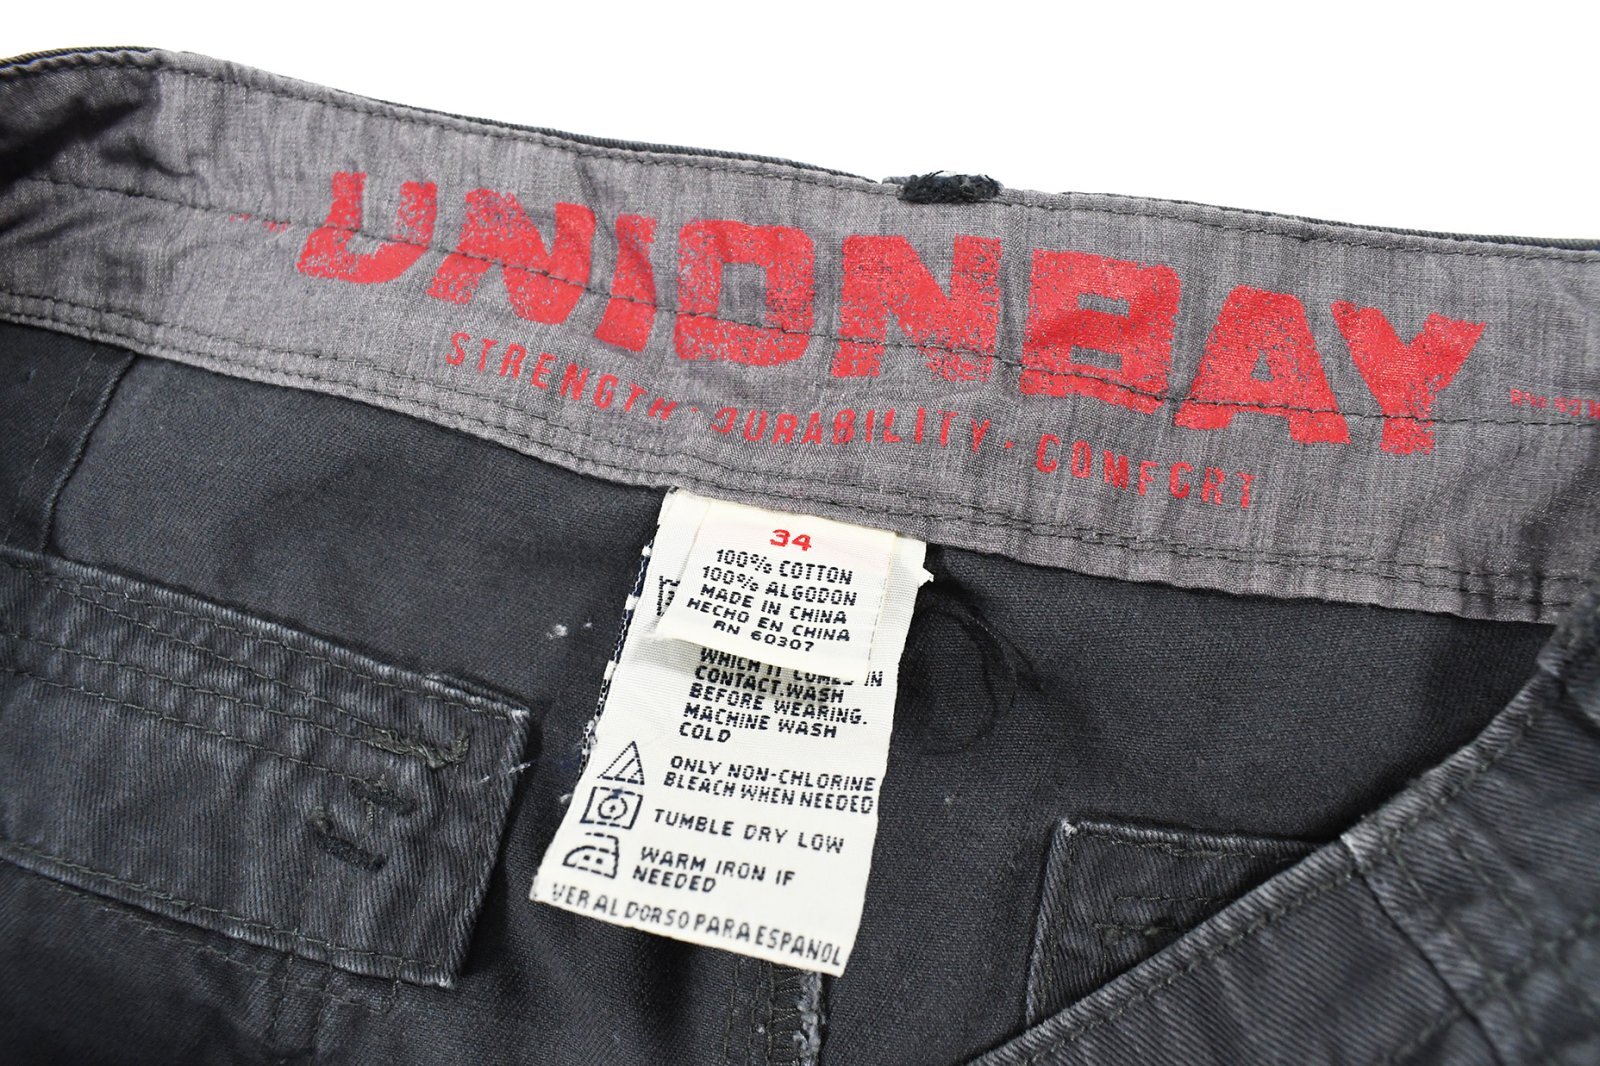 UNIONBAY
STRENGTH · DURABILITY · COMFORT
34
100% COTTON
100% ALGODON
MADE IN CHINA
HECHO EN CHINA
RN 60307
WHICH IT COMES IN
CONTACT.WASH
BEFORE WEARING.
MACHINE WASH
COLD
ONLY NON-CHLORINE
BLEACH WHEN NEEDED
TUMBLE DRY LOW
WARM IRON IF
NEEDED
VER AL DORSO PARA ESPANOL